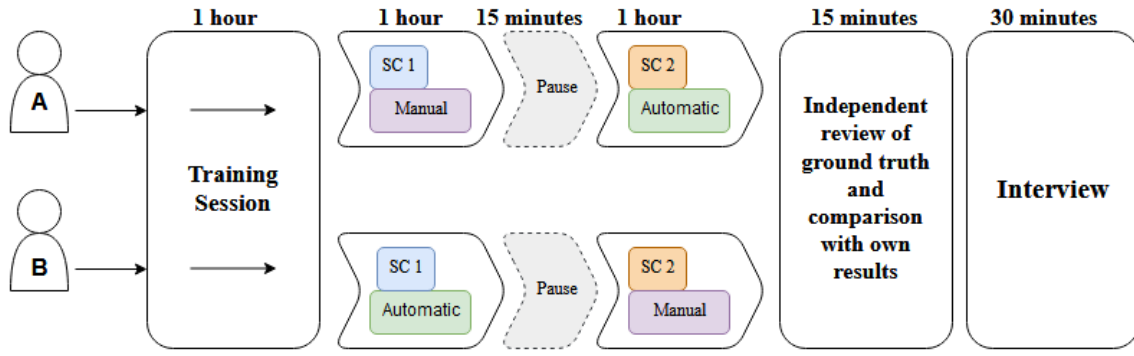 1 hour
1 hour
15 minutes
1 hour
15 minutes
30 minutes
A
Training
Session
SC 1
Manual
Pause
SC 2
Automatic
B
SC 1
Automatic
Pause
SC 2
Manual
Independent
review of
ground truth
and
comparison
with own
results
Interview